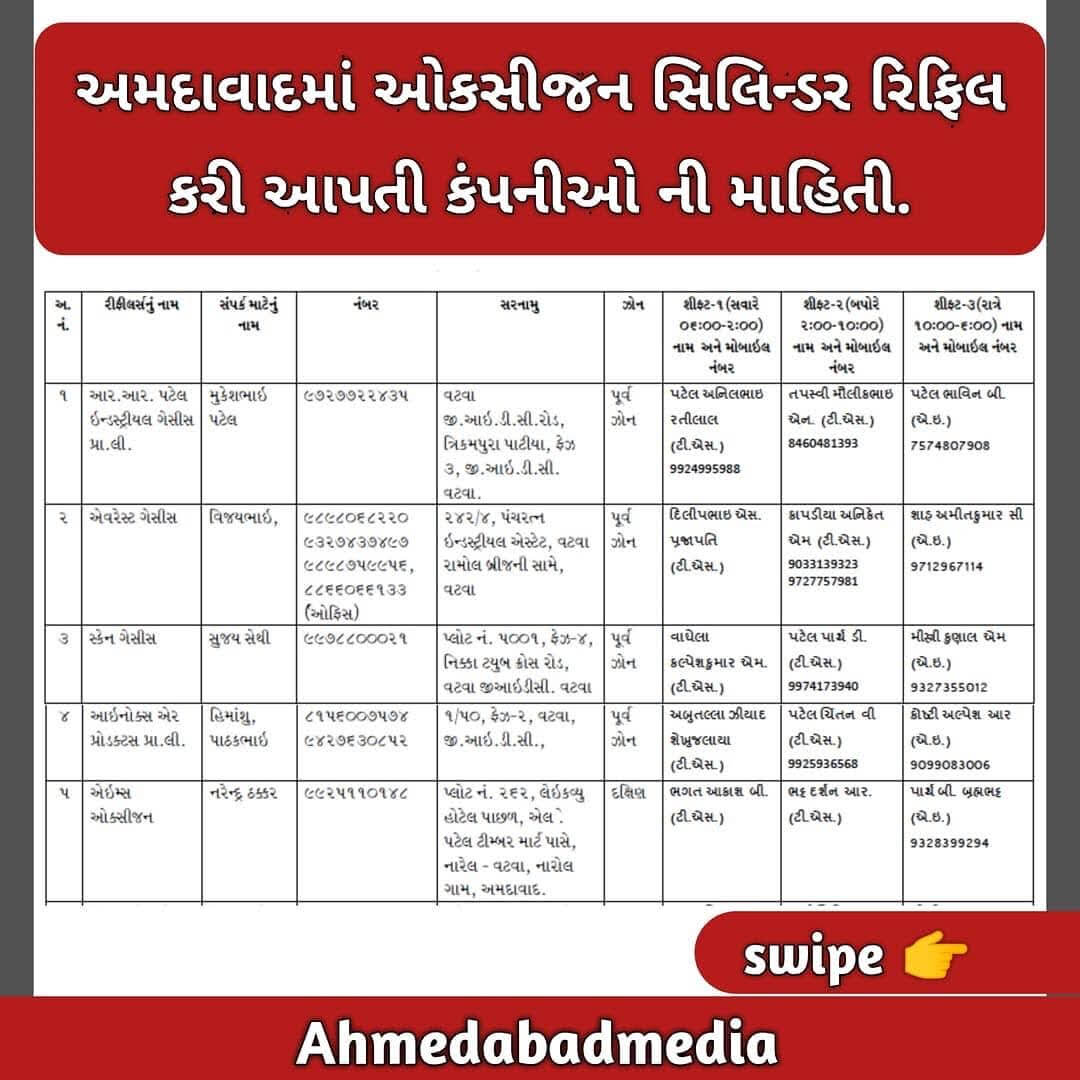 અમદાવાદમાં ઓકસીજન સિલિન્ડર રિફિલ
કરી આપતી કંપનીઓ ની માહિતી.
અ.
નં.
રીફીલર્સનું નામ
સંપર્ક માટેનું
નામ
નંબર
સરનામુ
ઝોન
શીફ્ટ-૧ (સવારે
૦૬:૦૦-૨:૦૦)
નામ અને મોબાઇલ
નંબર
શીફ્ટ-૨ (બપોરે
૨:૦૦-૧૦:૦૦)
નામ અને મોબાઇલ
નંબર
શીફ્ટ-૩(રાત્રે
૧૦:૦૦-૬:૦૦) નામ
અને મોબાઇલ નંબર
૧
આર.આર. પટેલ
ઇન્ડસ્ટ્રીયલ ગેસીસ
પ્રા.લી.
મુકેશભાઇ
પટેલ
૯૭૨૭૭૨૨૪૩૫
વટવા
જી.આઇ.ડી.સી.રોડ,
ત્રિકમપુરા પાટીયા, ફેઝ
૩, જી.આઇ.ડી.સી.
વટવા.
પૂર્વ
ઝોન
પટેલ અનિલભાઇ
રતીલાલ
(ટી.એસ.)
9924995988
તપસ્વી મૌલીકભાઇ
એન. (ટી.એસ.)
8460481393
પટેલ ભાવિન બી.
(એ.ઇ.)
7574807908
૨
એવરેસ્ટ ગેસીસ
વિજયભાઇ,
૯૮૯૮૦૬૮૨૨૦
૯૩૨૭૪૩૭૪૯૭
૯૮૯૮૭૫૯૯૫૬,
૮૮૬૬૦૬૬૧૩૩
(ઓફિસ)
૨૪૨/૪, પંચરત્ન
ઇન્ડસ્ટ્રીયલ એસ્ટેટ, વટવા
રામોલ બ્રીજની સામે,
વટવા
પૂર્વ
ઝોન
દિલીપભાઇ એસ.
પ્રજાપતિ
(ટી.એસ.)
કાપડીયા અનિકેત
એમ (ટી.એસ.)
9033139323
9727757981
શાહ અમીતકુમાર સી
(એ.ઇ.)
9712967114
૩
સ્કેન ગેસીસ
સુજય સેથી
૯૯૭૮૮૦૦૦૨૧
પ્લોટ નં. ૫૦૦૧, ફેઝ-૪,
નિક્કા ટયુબ ક્રોસ રોડ,
વટવા જીઆઇડીસી. વટવા
પૂર્વ
ઝોન
વાઘેલા
કલ્પેશકુમાર એમ.
(ટી.એસ.)
પટેલ પાર્થ ડી.
(ટી.એસ.)
9974173940
મીસ્ત્રી કુણાલ એમ
(એ.ઇ.)
9327355012
૪
આઇનોક્સ એર
પ્રોડક્ટસ પ્રા.લી.
હિમાંશુ,
પાઠકભાઇ
૮૧૫૬૦૦૭૫૭૪
૯૪૨૭૬૩૦૮૫૨
૧/૫૦, ફેઝ-૨, વટવા,
જી.આઇ.ડી.સી.,
પૂર્વ
ઝોન
અબુતલ્લા ઝીયાદ
શેખુજલાયા
(ટી.એસ.)
પટેલ ચિંતન વી
(ટી.એસ.)
9925936568
કોષ્ટી અલ્પેશ આર
(એ.ઇ.)
9099083006
૫
એઇમ્સ
ઓક્સીજન
નરેન્દ્ર ઠક્કર
૯૯૨૫૧૧૦૧૪૮
પ્લોટ નં. ૨૬૨, લેઇકવ્યુ
હોટેલ પાછળ, એલ ે
પટેલ ટીમ્બર માર્ટ પાસે,
નારેલ - વટવા, નારોલ
ગામ, અમદાવાદ.
દક્ષિણ
ભગત આકાશ બી.
(ટી.એસ.)
ભટ્ટ દર્શન આર.
(ટી.એસ.)
પાર્થ બી. બ્રહ્મભટ્ટ
(એ.ઇ.)
9328399294
swipe 👉
Ahmedabadmedia